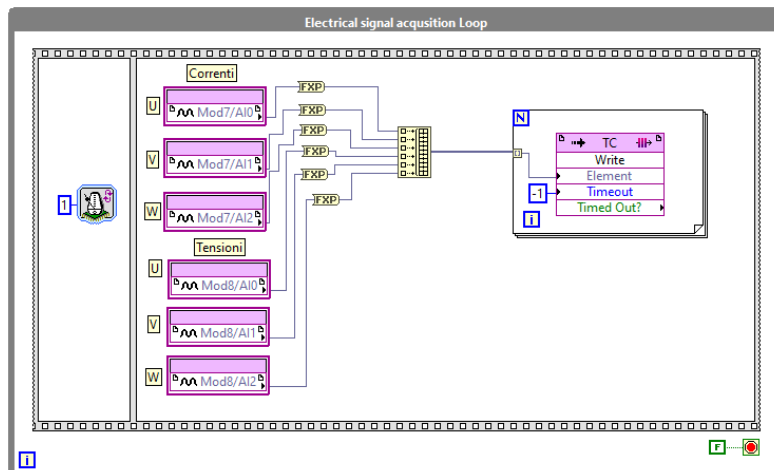 Electrical signal acqusition Loop
Correnti
U
Mod7/AI0
V
Mod7/AI1
W
Mod7/AI2
Tensioni
U
Mod8/AI0
V
Mod8/AI1
W
Mod8/AI2
1
FXP
FXP
FXP
FXP
FXP
FXP
N
TC
Write
Element
-1
Timeout
Timed Out?
i
F
i